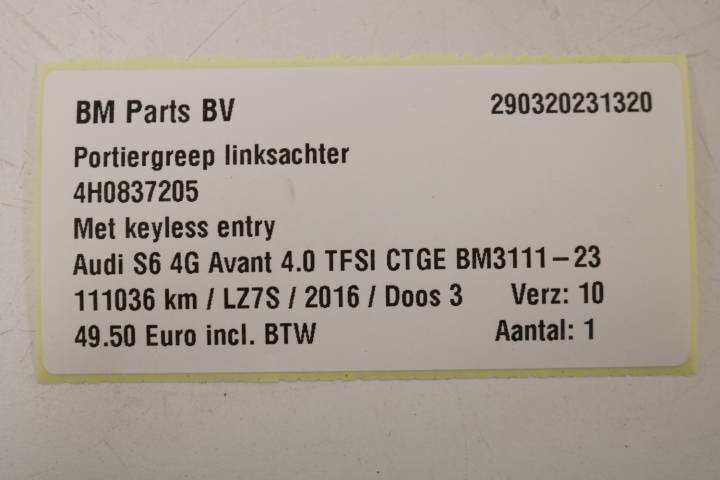 BM Parts BV 290320231320
Portiergreep linksachter
4H0837205
Met keyless entry
Audi S6 4G Avant 4.0 TFSI CTGE BM3111-23
111036 km / LZ7S / 2016 / Doos 3 Verz: 10
49.50 Euro incl. BTW Aantal: 1